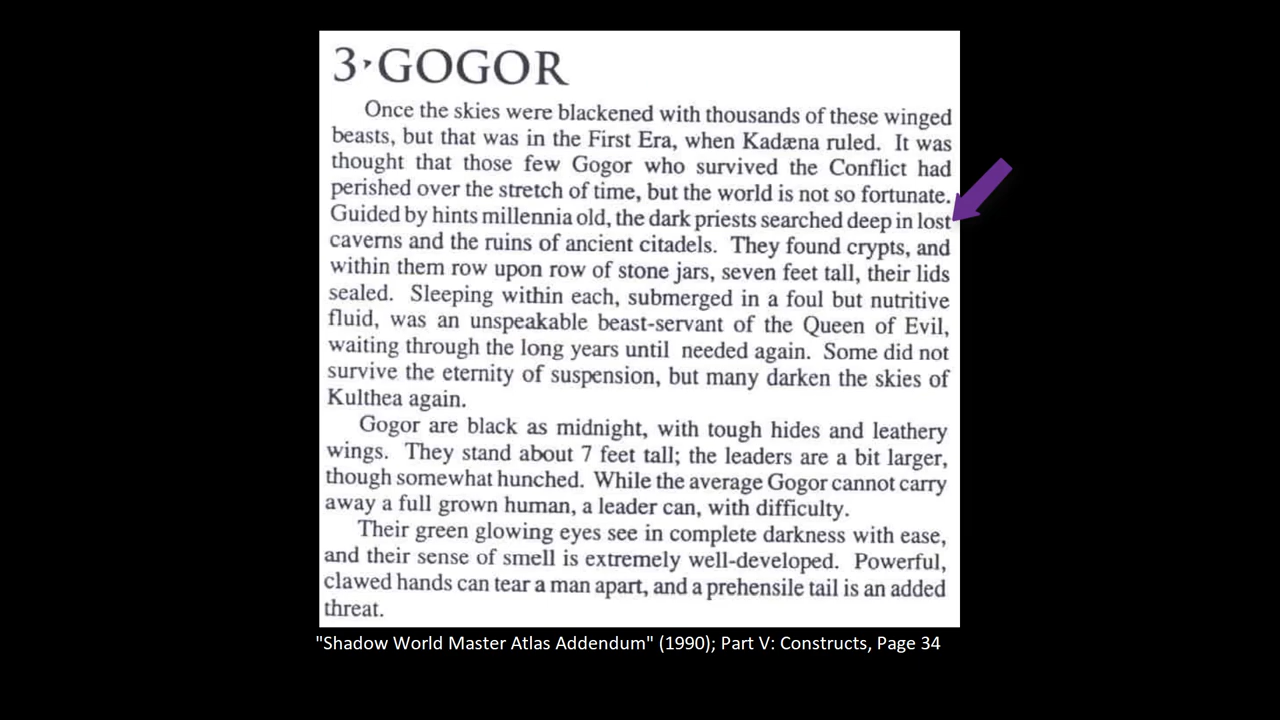 3 · GOGOR
Once the skies were blackened with thousands of these winged
beasts, but that was in the First Era, when Kadæna ruled. It was
thought that those few Gogor who survived the Conflict had
perished over the stretch of time, but the world is not so fortunate.
Guided by hints millennia old, the dark priests searched deep in lost
caverns and the ruins of ancient citadels. They found crypts, and
within them row upon row of stone jars, seven feet tall, their lids
sealed. Sleeping within each, submerged in a foul but nutritive
fluid, was an unspeakable beast-servant of the Queen of Evil,
waiting through the long years until needed again. Some did not
survive the eternity of suspension, but many darken the skies of
Kulthea again.
Gogor are black as midnight, with tough hides and leathery
wings. They stand about 7 feet tall; the leaders are a bit larger,
though somewhat hunched. While the average Gogor cannot carry
away a full grown human, a leader can, with difficulty.
Their green glowing eyes see in complete darkness with ease,
and their sense of smell is extremely well-developed. Powerful,
clawed hands can tear a man apart, and a prehensile tail is an added
threat.
"Shadow World Master Atlas Addendum" (1990); Part V: Constructs, Page 34